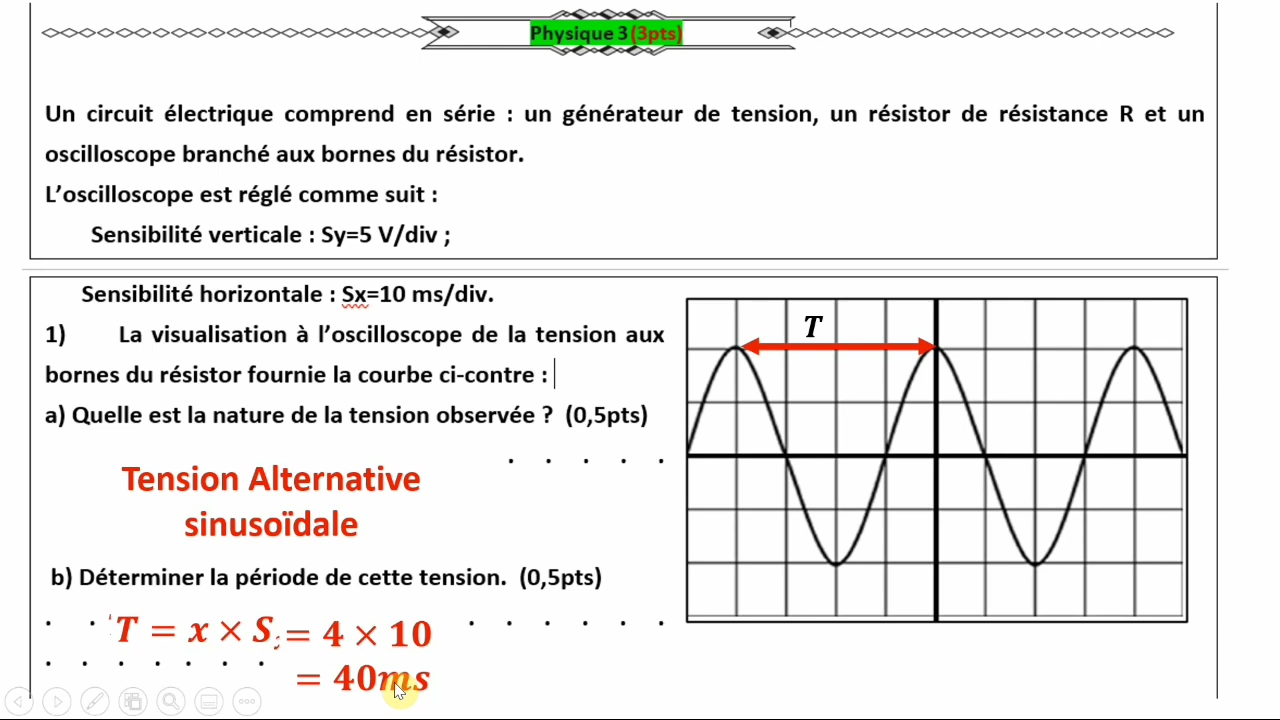 Physique 3 (3pts)
Un circuit électrique comprend en série : un générateur de tension, un résistor de résistance R et un
oscilloscope branché aux bornes du résistor.
L’oscilloscope est réglé comme suit :
Sensibilité verticale : Sy=5 V/div ;
Sensibilité horizontale : Sx=10 ms/div.
1) La visualisation à l’oscilloscope de la tension aux
bornes du résistor fournie la courbe ci-contre :
a) Quelle est la nature de la tension observée ? (0,5pts)
. . . . .
Tension Alternative
sinusoïdale
b) Déterminer la période de cette tension. (0,5pts)
T = x × S = 4 × 10
= 40ms
T